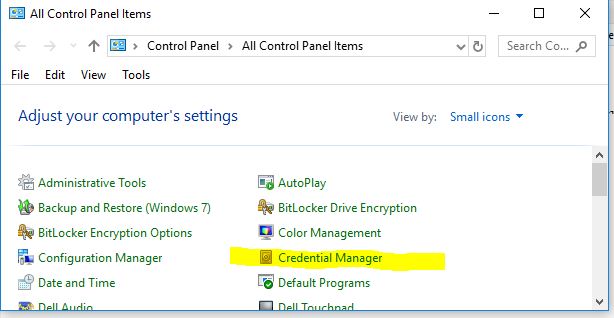 All Control Panel Items
Control Panel > All Control Panel Items
Search Co...
File Edit View Tools
Adjust your computer's settings
View by: Small icons
Administrative Tools AutoPlay
Backup and Restore (Windows 7) BitLocker Drive Encryption
BitLocker Encryption Options Color Management
Configuration Manager Credential Manager
Date and Time Default Programs
Dell Audio Dell Touchpad